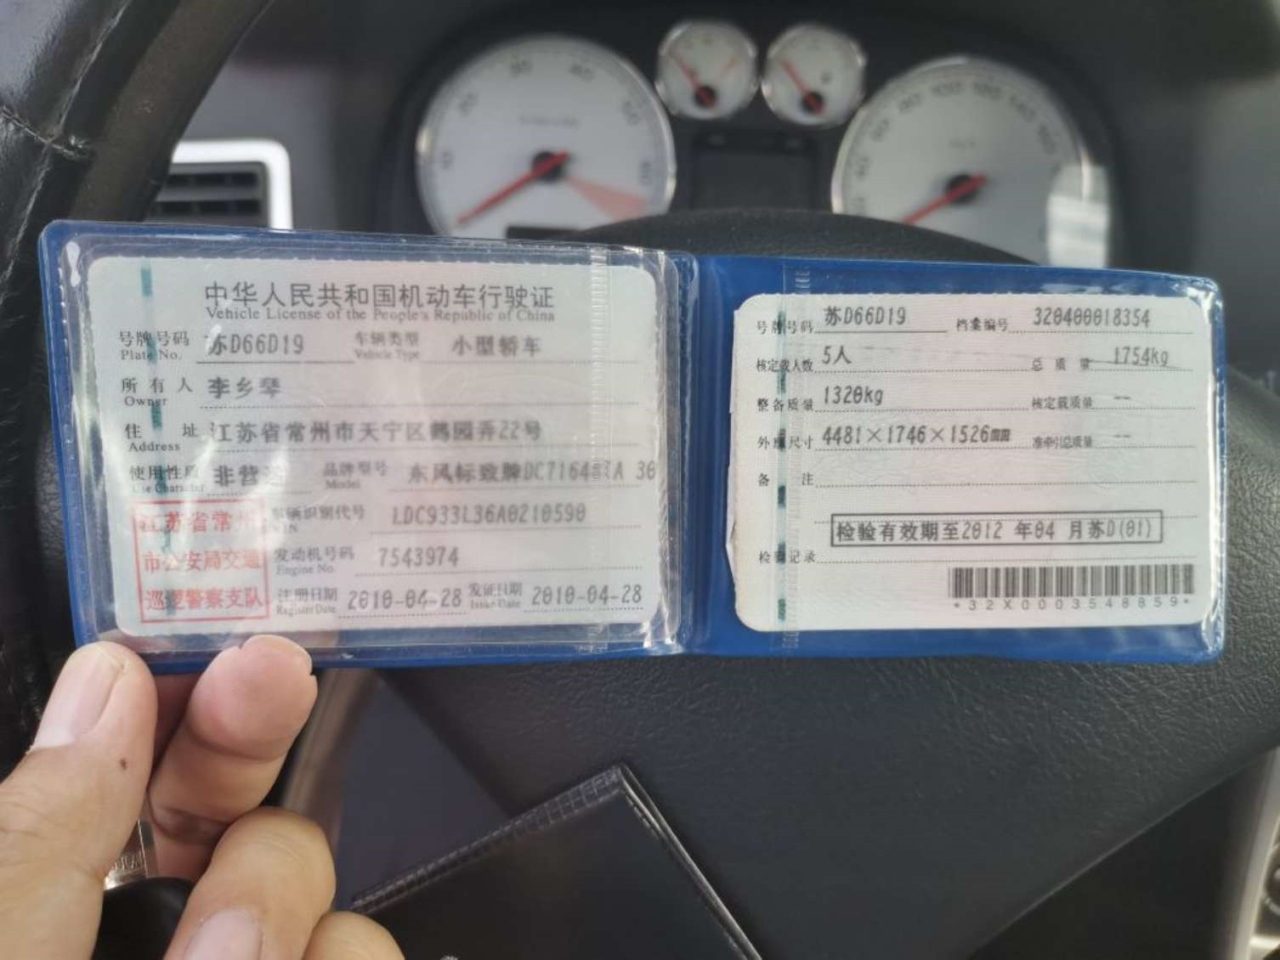 中华人民共和国机动车行驶证
Vehicle License of the People's Republic of China
号牌号码 苏D66D19 车辆类型 小型轿车
Plate No. Vehicle Type
所有人 李乡琴
Owner
住址 江苏省常州市天宁区鹤园弄22号
Address
使用性质 非营运 品牌型号 东风标致牌DC7164
Use Character Model
江苏省常州
市公安局交通
巡逻警察支队
车辆识别代号 LDC933L36A0210590
VIN
发动机号码 7543974
Engine No.
注册日期 2010-04-28 发证日期 2010-04-28
Register Date Issue Date
号牌号码 苏D66D19 档案编号 320400018354
核定载人数 5人 总质量 1754kg
整备质量 1320kg 核定载质量 --
外廓尺寸 4481×1746×1526 准牵引总质量 --
备注
检验有效期至2012 年04 月苏D(01)
检验记录
*32X0003548859*